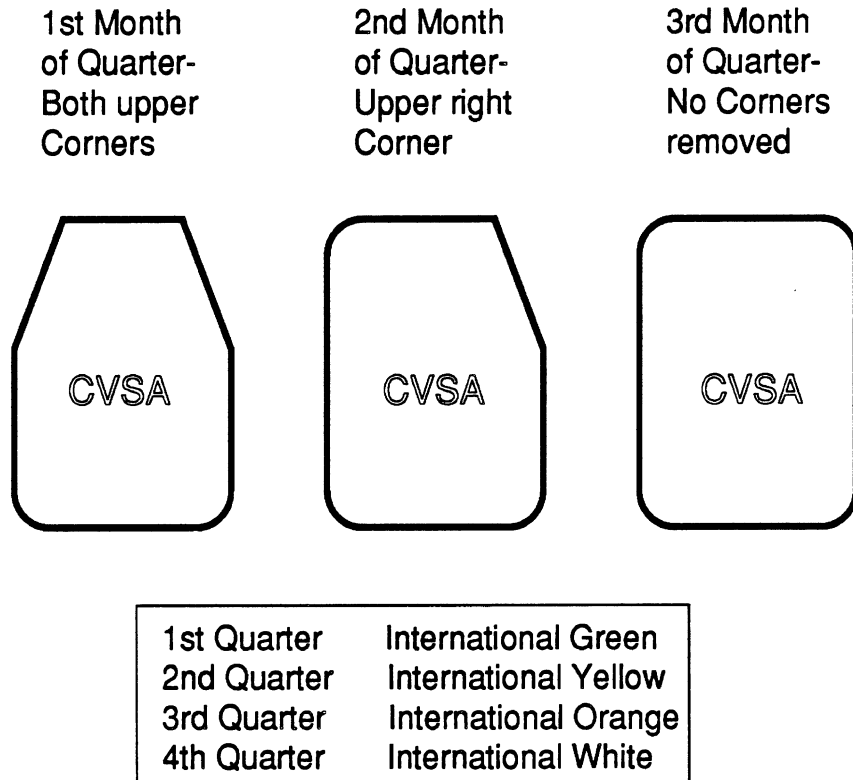 1st Month
of Quarter-
Both upper
Corners
2nd Month
of Quarter-
Upper right
Corner
3rd Month
of Quarter-
No Corners
removed
CVSA
CVSA
CVSA
1st Quarter International Green
2nd Quarter International Yellow
3rd Quarter International Orange
4th Quarter International White